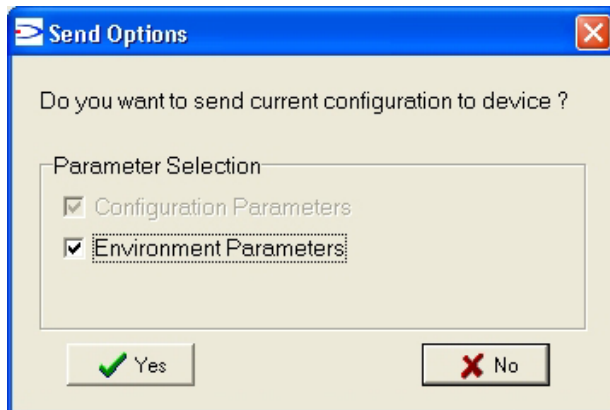 Send Options
Do you want to send current configuration to device ?
Parameter Selection
Configuration Parameters
Environment Parameters
Yes
No